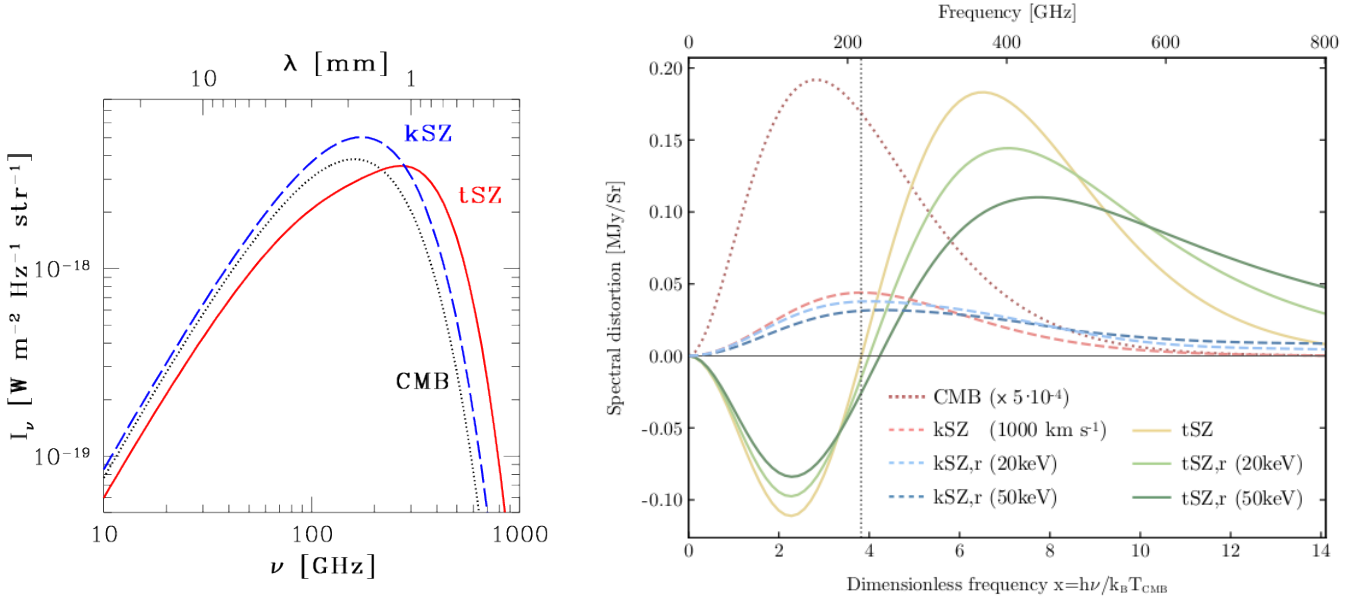 λ [mm]
10 1
I_ν [W m⁻² Hz⁻¹ str⁻¹]
10⁻¹⁸
10⁻¹⁹
kSZ
tSZ
CMB
10 100 1000
ν [GHz]
Frequency [GHz]
0 200 400 600 800
Spectral distortion [MJy/Sr]
0.20
0.15
0.10
0.05
0.00
-0.05
-0.10
CMB (× 5·10⁻⁴)
kSZ (1000 km s⁻¹) tSZ
kSZ,r (20keV) tSZ,r (20keV)
kSZ,r (50keV) tSZ,r (50keV)
0 2 4 6 8 10 12 14
Dimensionless frequency x=hν/k_BT_CMB